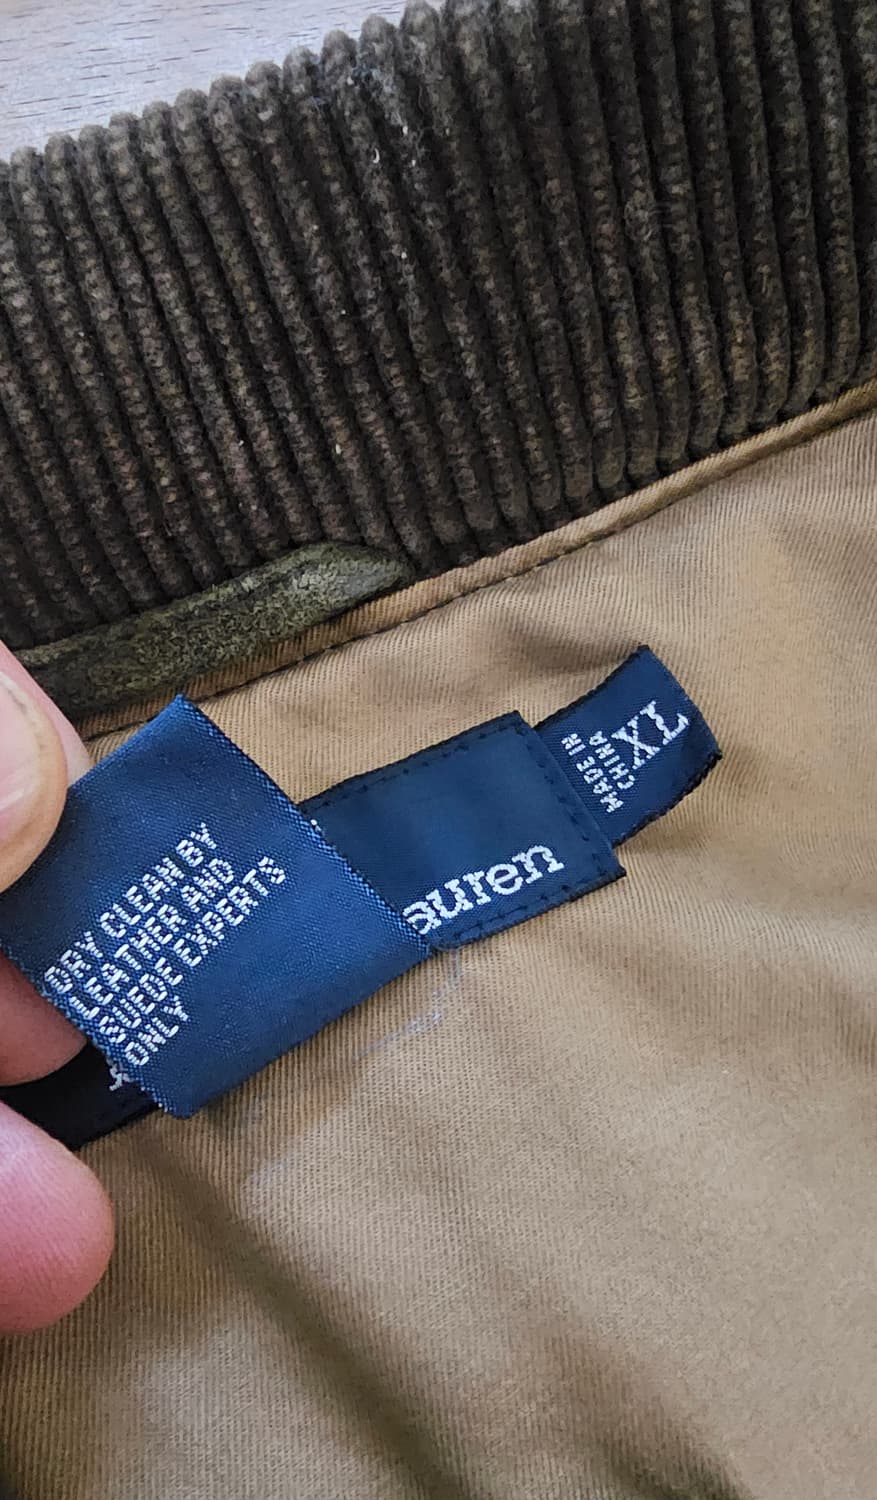 DRY CLEAN BY
LEATHER AND
SUEDE EXPERTS
ONLY
auren
MADE IN
CHINA
XL